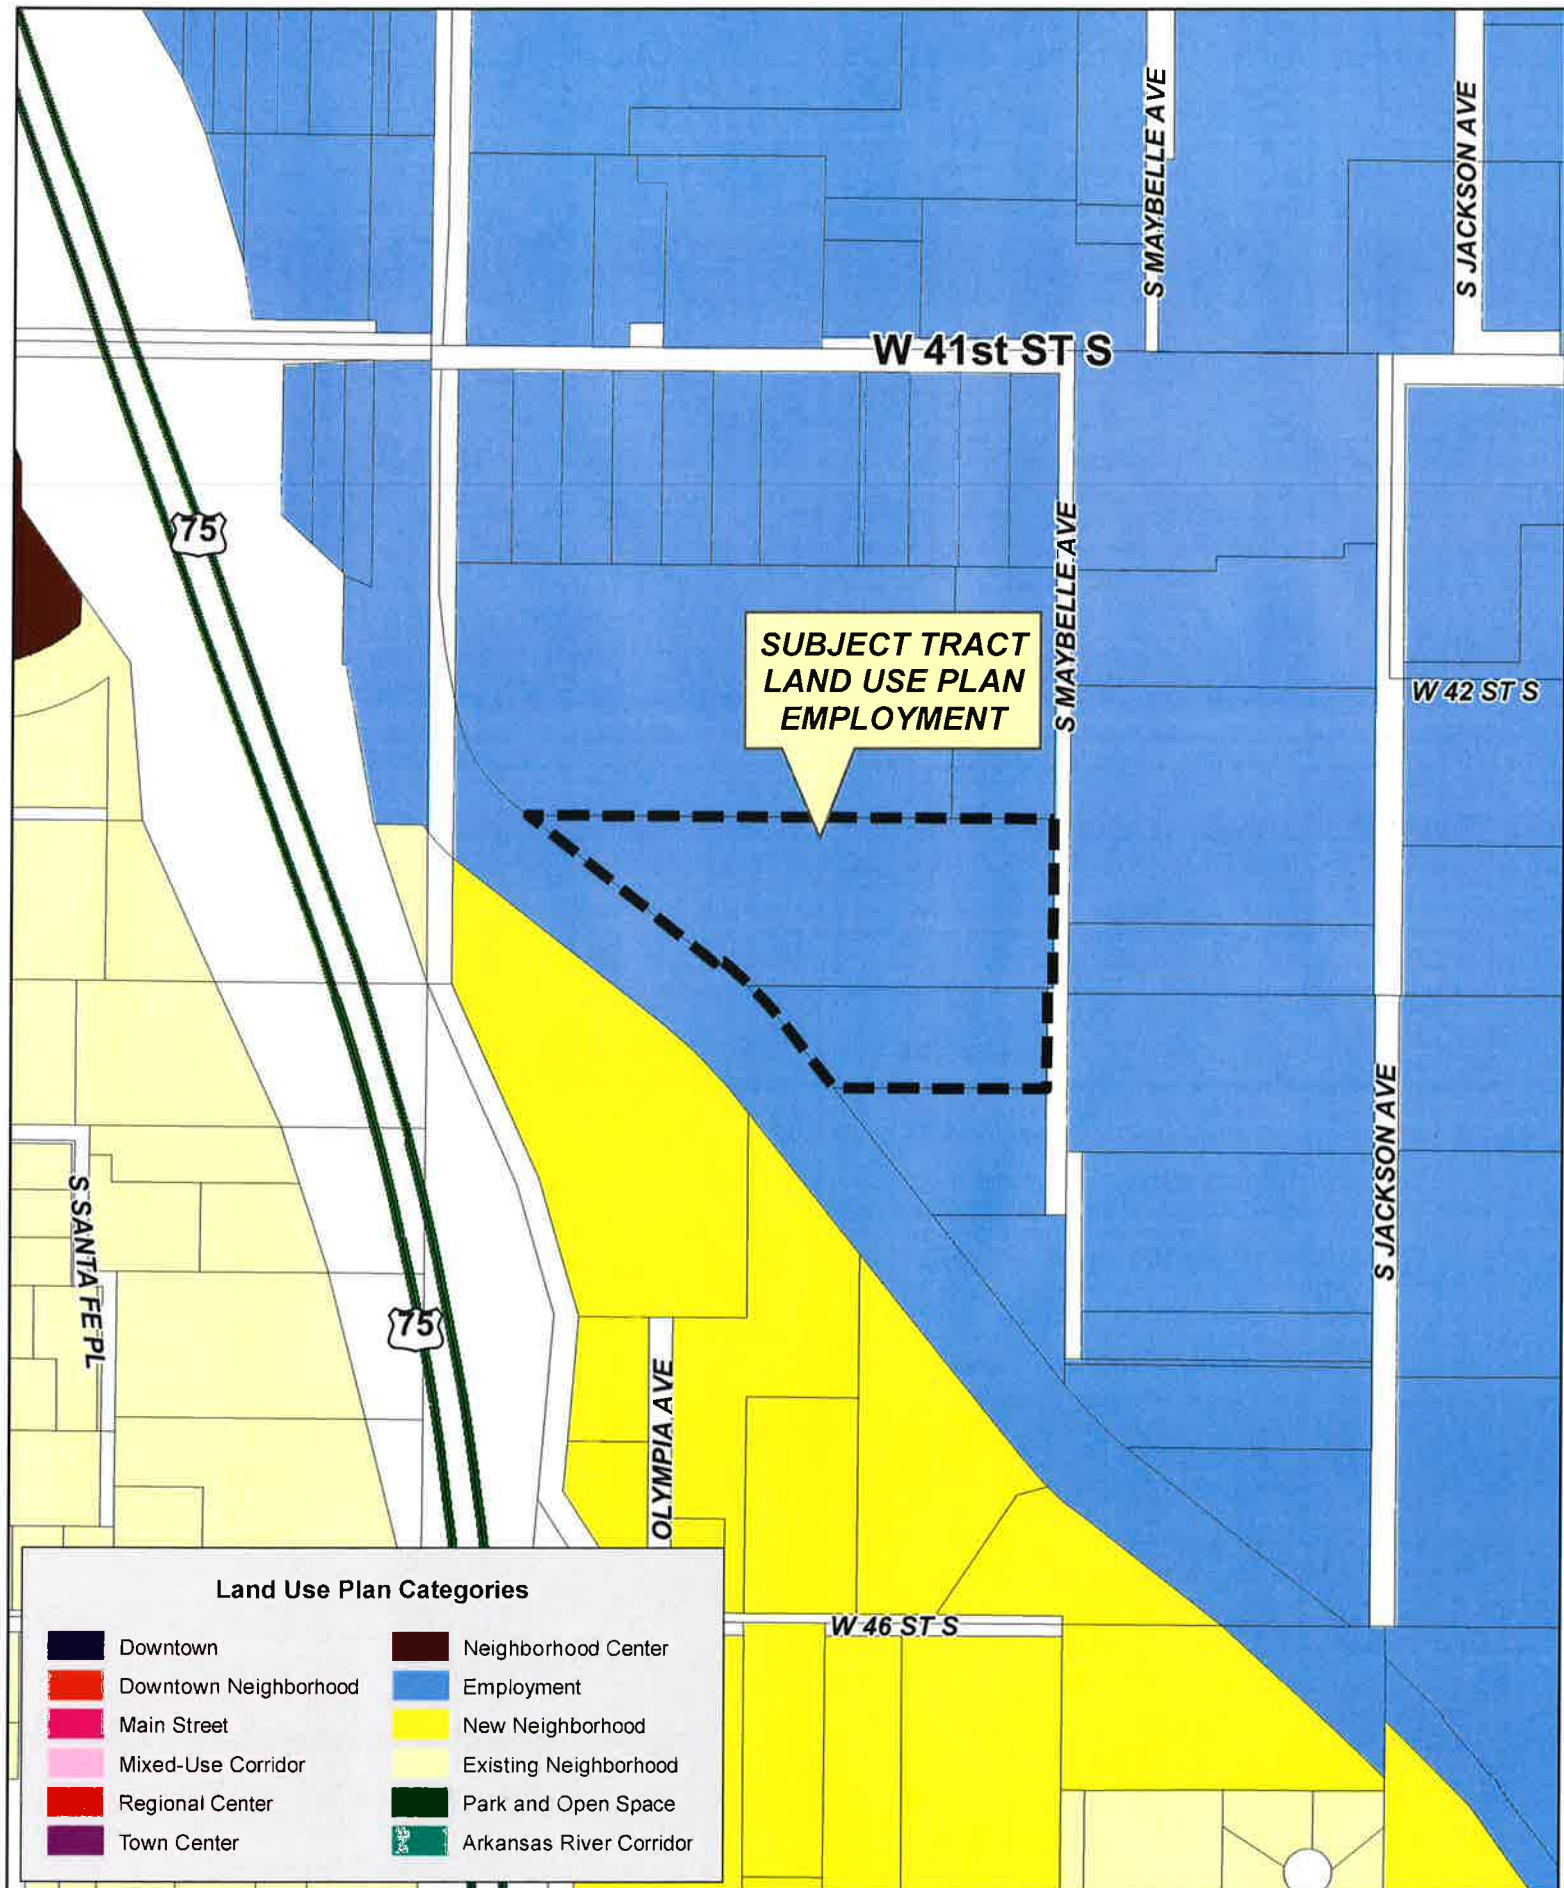 S MAYBELLE AVE
S JACKSON AVE
W 41st ST S
75
S MAYBELLE AVE
SUBJECT TRACT
LAND USE PLAN
EMPLOYMENT
W 42 ST S
S JACKSON AVE
S SANTA FE PL
75
OLYMPIA AVE
W 46 ST S
Land Use Plan Categories
Downtown
Downtown Neighborhood
Main Street
Mixed-Use Corridor
Regional Center
Town Center
Neighborhood Center
Employment
New Neighborhood
Existing Neighborhood
Park and Open Space
Arkansas River Corridor